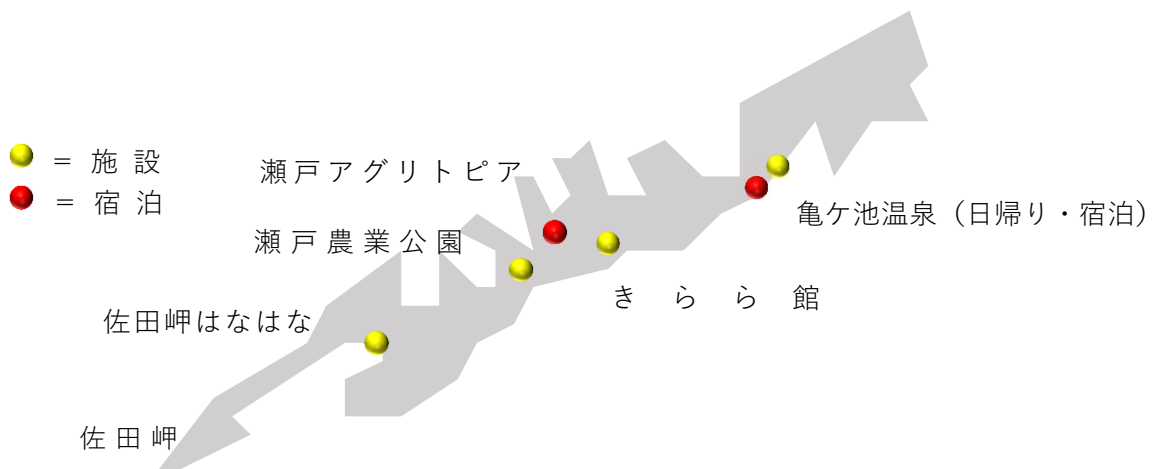 = 施設
= 宿泊
瀬戸アグリトピア
瀬戸農業公園
佐田岬はなはな
佐田岬
亀ケ池温泉（日帰り・宿泊）
きらら館